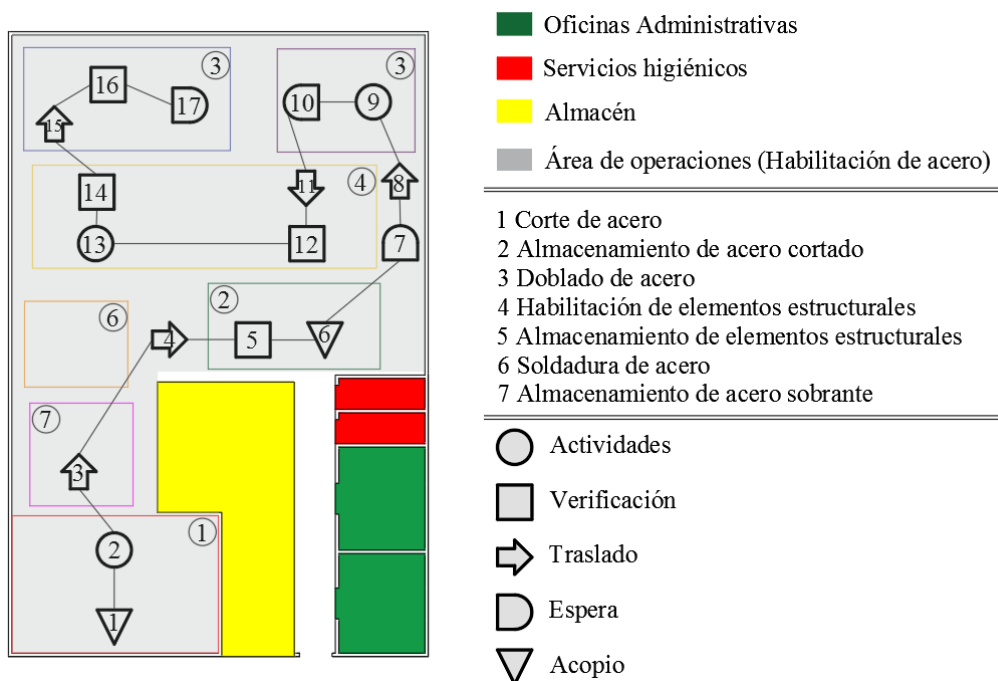 3
3
16
10
9
17
15
11
8
4
14
13
12
7
2
6
4
5
6
7
3
1
2
1
Oficinas Administrativas
Servicios higiénicos
Almacén
Área de operaciones (Habilitación de acero)
1 Corte de acero
2 Almacenamiento de acero cortado
3 Doblado de acero
4 Habilitación de elementos estructurales
5 Almacenamiento de elementos estructurales
6 Soldadura de acero
7 Almacenamiento de acero sobrante
Actividades
Verificación
Traslado
Espera
Acopio